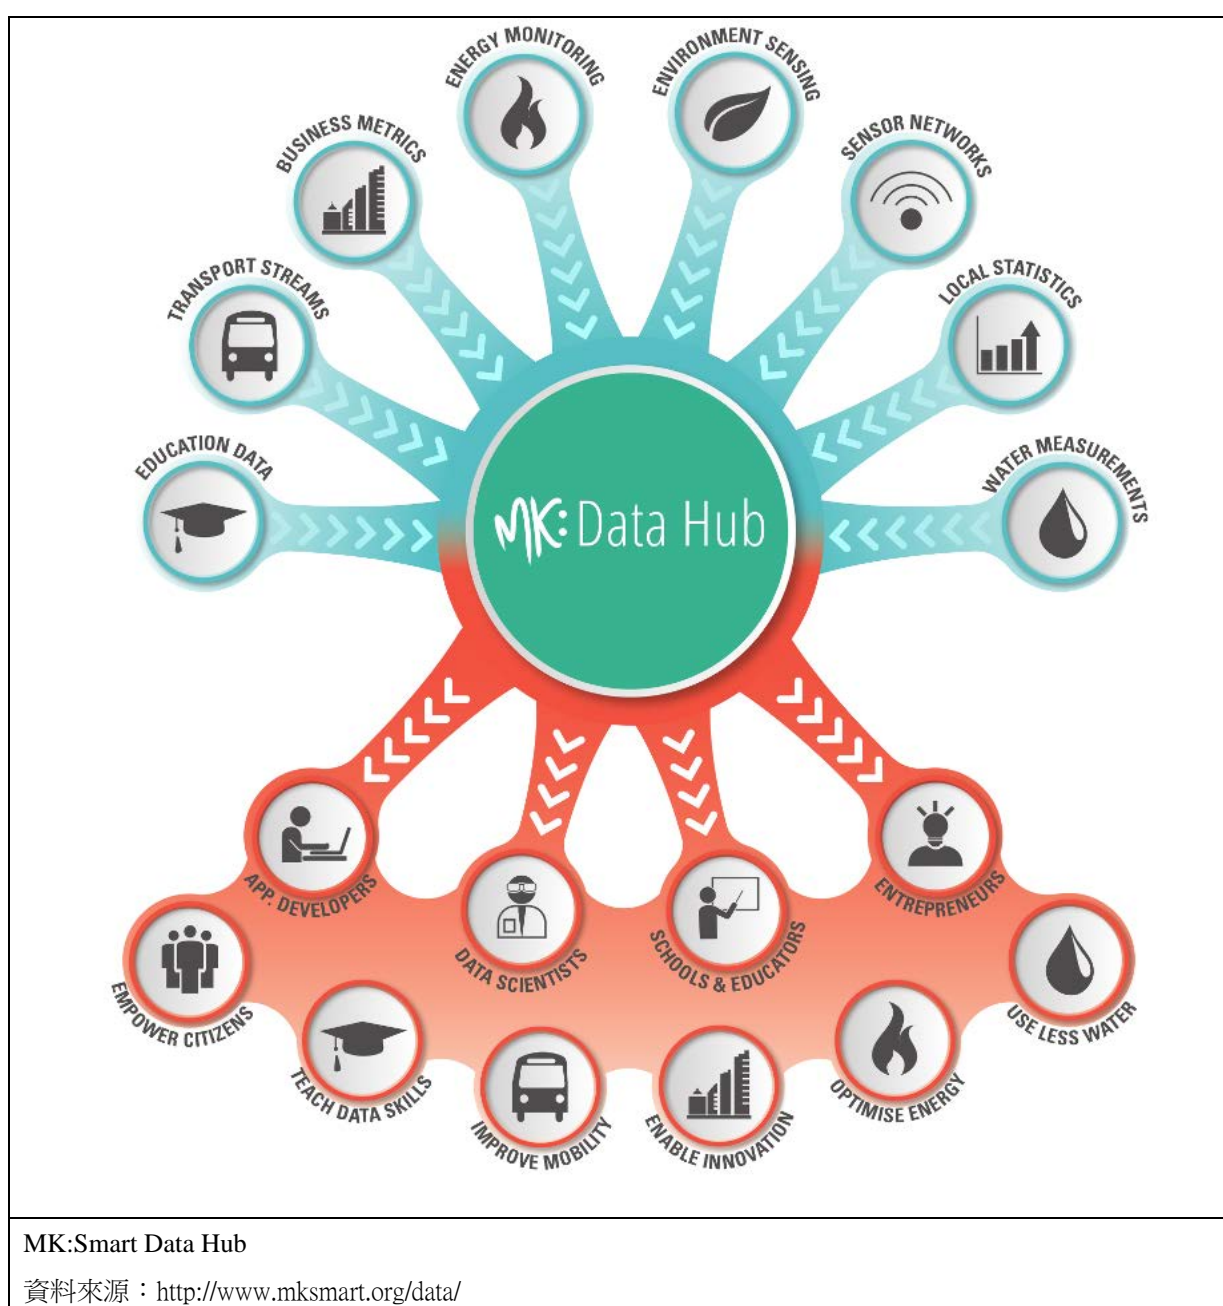 ENERGY MONITORING
ENVIRONMENT SENSING
BUSINESS METRICS
SENSOR NETWORKS
TRANSPORT STREAMS
LOCAL STATISTICS
EDUCATION DATA
WATER MEASUREMENTS
MK: Data Hub
APP. DEVELOPERS
DATA SCIENTISTS
SCHOOLS & EDUCATORS
ENTREPRENEURS
EMPOWER CITIZENS
TEACH DATA SKILLS
IMPROVE MOBILITY
ENABLE INNOVATION
OPTIMISE ENERGY
USE LESS WATER
MK:Smart Data Hub
資料來源：http://www.mksmart.org/data/